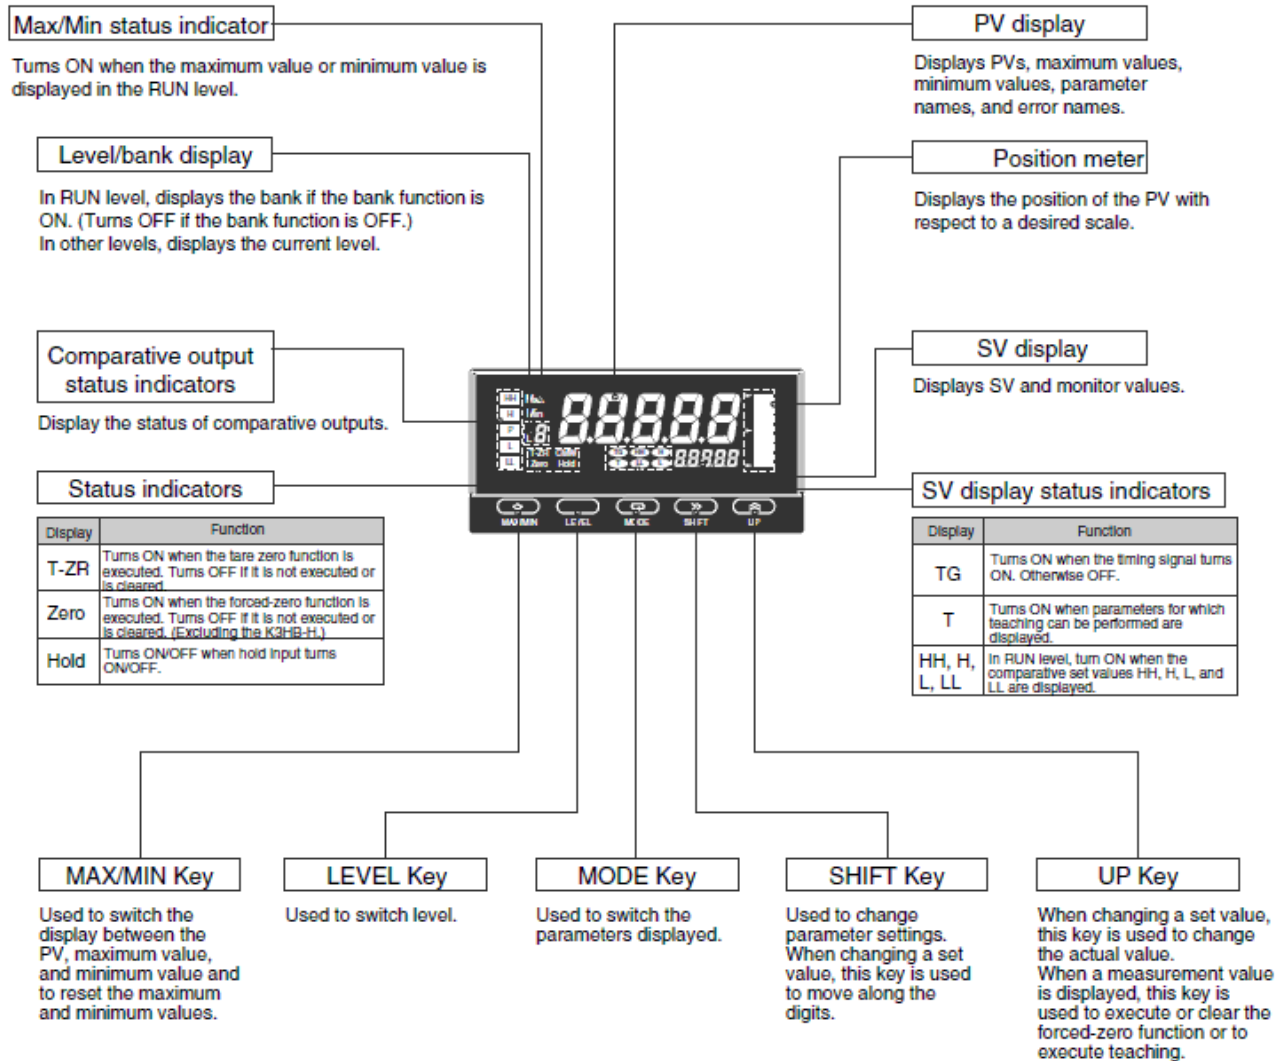 Max/Min status indicator
Turns ON when the maximum value or minimum value is
displayed in the RUN level.
PV display
Displays PVs, maximum values,
minimum values, parameter
names, and error names.
Level/bank display
In RUN level, displays the bank if the bank function is
ON. (Turns OFF if the bank function is OFF.)
In other levels, displays the current level.
Position meter
Displays the position of the PV with
respect to a desired scale.
Comparative output
status indicators
Display the status of comparative outputs.
SV display
Displays SV and monitor values.
HH
H
P
L
LL
Max
Min
T-ZR
Zero Hold
8.8.8.8.8
MAX/MIN LEVEL MODE SHIFT UP
Status indicators
Display Function
T-ZR Turns ON when the tare zero function is
executed. Turns OFF if it is not executed or
is cleared.
Zero Turns ON when the forced-zero function is
executed. Turns OFF if it is not executed or
is cleared. (Excluding the K3HB-H.)
Hold Turns ON/OFF when hold input turns
ON/OFF.
SV display status indicators
Display Function
TG Turns ON when the timing signal turns
ON. Otherwise OFF.
T Turns ON when parameters for which
teaching can be performed are
displayed.
HH, H,
L, LL In RUN level, turn ON when the
comparative set values HH, H, L, and
LL are displayed.
MAX/MIN Key
Used to switch the
display between the
PV, maximum value,
and minimum value and
to reset the maximum
and minimum values.
LEVEL Key
Used to switch level.
MODE Key
Used to switch the
parameters displayed.
SHIFT Key
Used to change
parameter settings.
When changing a set
value, this key is used
to move along the
digits.
UP Key
When changing a set value,
this key is used to change
the actual value.
When a measurement value
is displayed, this key is
used to execute or clear the
forced-zero function or to
execute teaching.